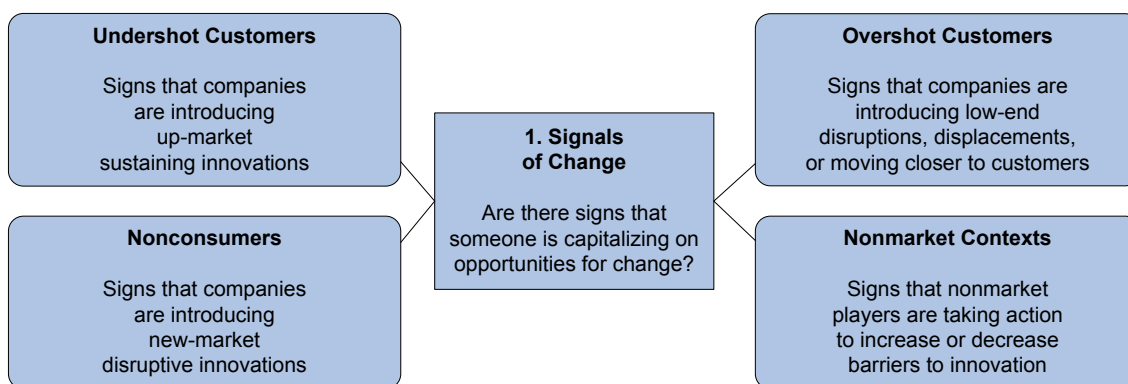 Undershot Customers
Signs that companies
are introducing
up-market
sustaining innovations
Nonconsumers
Signs that companies
are introducing
new-market
disruptive innovations
1. Signals
of Change
Are there signs that
someone is capitalizing on
opportunities for change?
Overshot Customers
Signs that companies are
introducing low-end
disruptions, displacements,
or moving closer to customers
Nonmarket Contexts
Signs that nonmarket
players are taking action
to increase or decrease
barriers to innovation